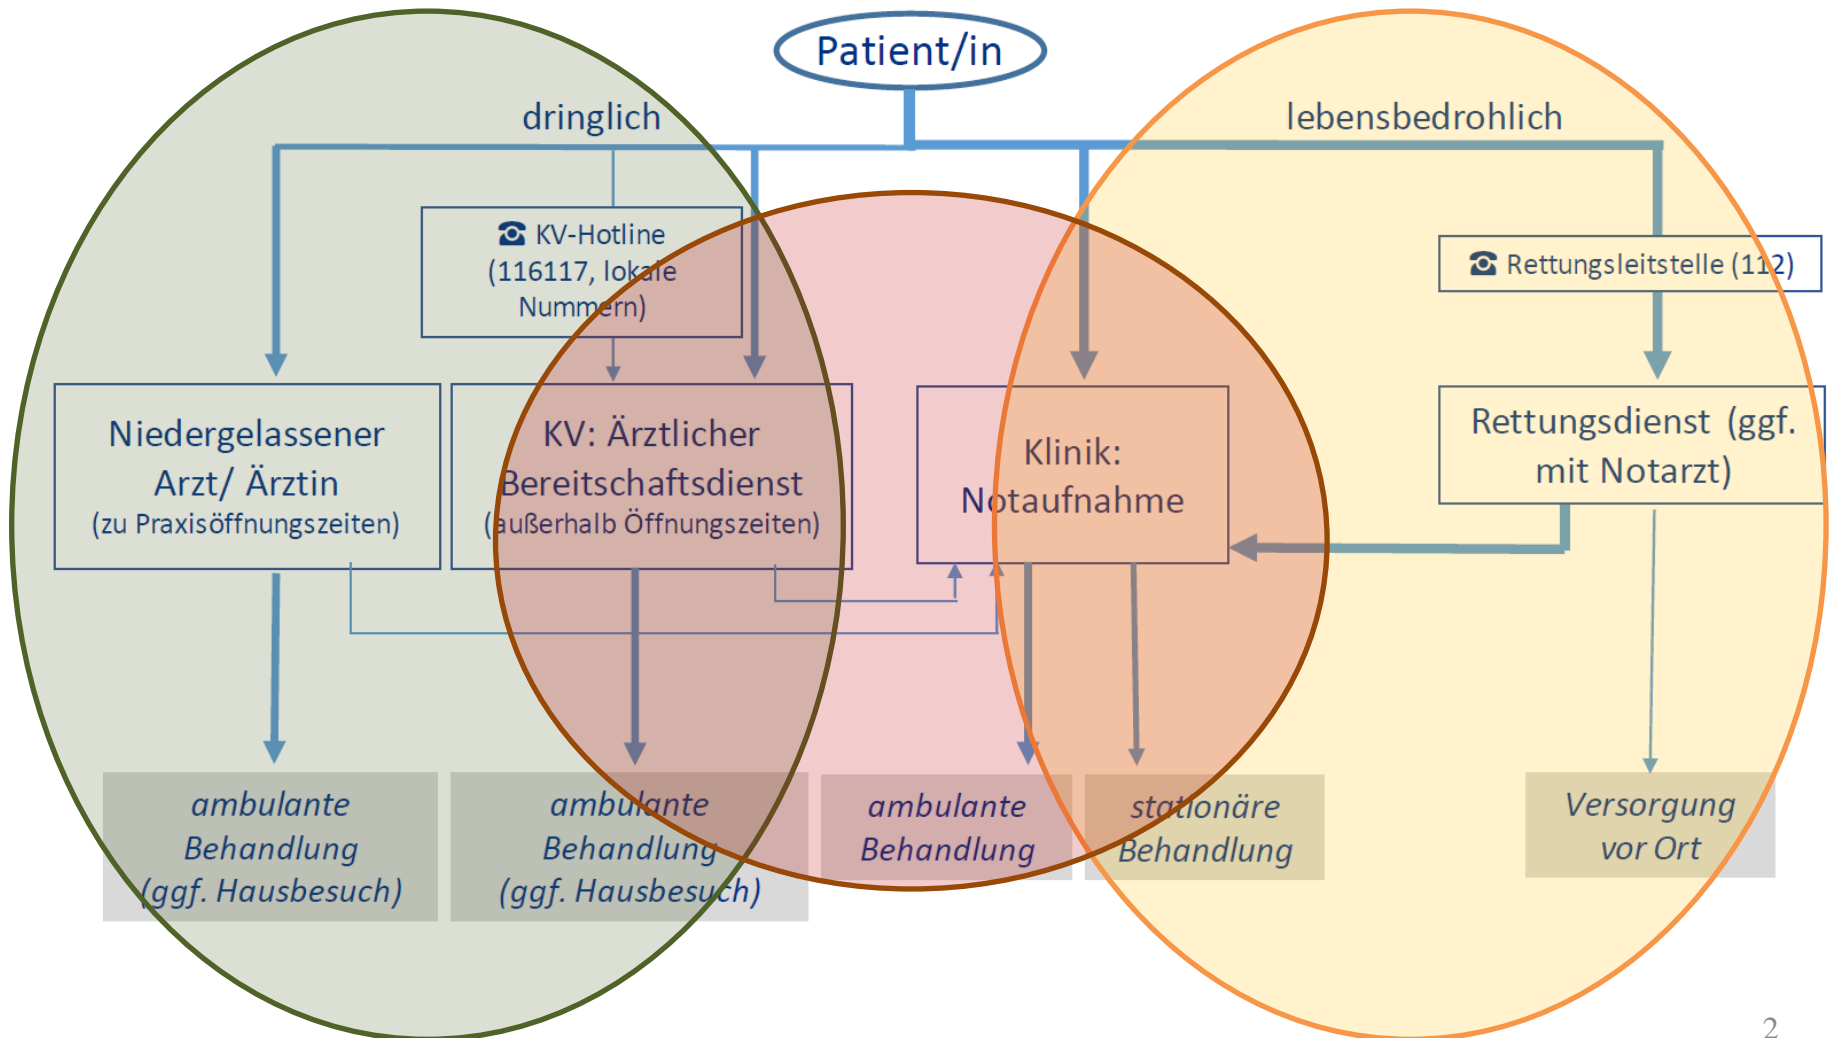 Patient/in
dringlich
lebensbedrohlich
☎ KV-Hotline
(116117, lokale
Nummern)
☎ Rettungsleitstelle (112)
Niedergelassener
Arzt/ Ärztin
(zu Praxisöffnungszeiten)
KV: Ärztlicher
Bereitschaftsdienst
(außerhalb Öffnungszeiten)
Klinik:
Notaufnahme
Rettungsdienst (ggf.
mit Notarzt)
ambulante
Behandlung
(ggf. Hausbesuch)
ambulante
Behandlung
(ggf. Hausbesuch)
ambulante
Behandlung
stationäre
Behandlung
Versorgung
vor Ort
2